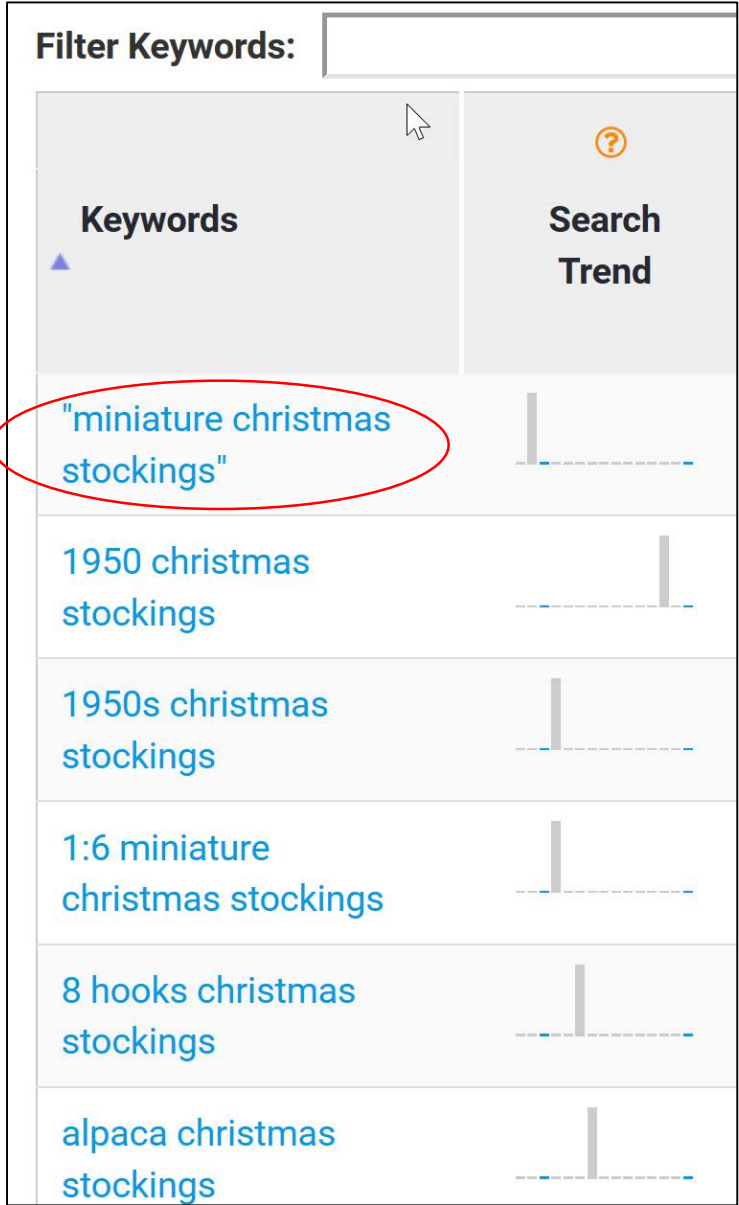 Filter Keywords:
?
Keywords
Search
Trend
"miniature christmas
stockings"
1950 christmas
stockings
1950s christmas
stockings
1:6 miniature
christmas stockings
8 hooks christmas
stockings
alpaca christmas
stockings